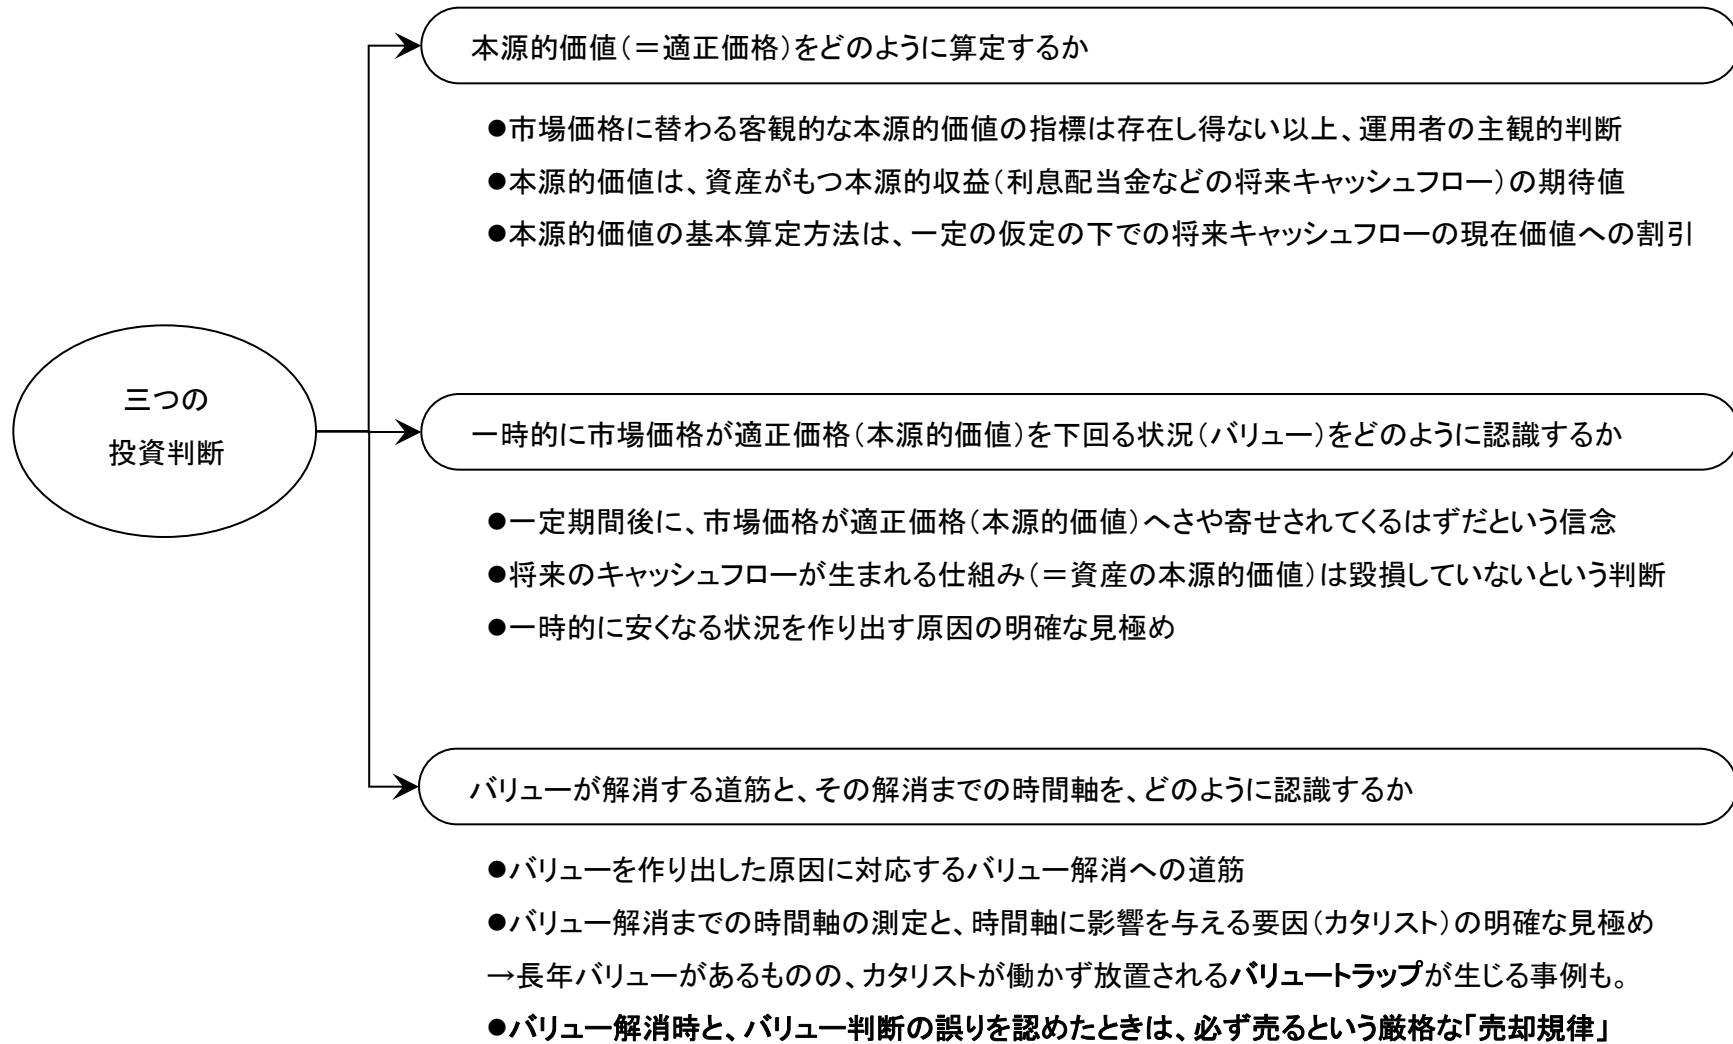 本源的価値(=適正価格)をどのように算定するか
●市場価格に替わる客観的な本源的価値の指標は存在し得ない以上、運用者の主観的判断
●本源的価値は、資産がもつ本源的収益(利息配当金などの将来キャッシュフロー)の期待値
●本源的価値の基本算定方法は、一定の仮定の下での将来キャッシュフローの現在価値への割引
三つの
投資判断
一時的に市場価格が適正価格(本源的価値)を下回る状況(バリュー)をどのように認識するか
●一定期間後に、市場価格が適正価格(本源的価値)へさや寄せされてくるはずだという信念
●将来のキャッシュフローが生まれる仕組み(=資産の本源的価値)は毀損していないという判断
●一時的に安くなる状況を作り出す原因の明確な見極め
バリューが解消する道筋と、その解消までの時間軸を、どのように認識するか
●バリューを作り出した原因に対応するバリュー解消への道筋
●バリュー解消までの時間軸の測定と、時間軸に影響を与える要因(カタリスト)の明確な見極め
→長年バリューがあるものの、カタリストが働かず放置されるバリュートラップが生じる事例も。
●バリュー解消時と、バリュー判断の誤りを認めたときは、必ず売るという厳格な「売却規律」